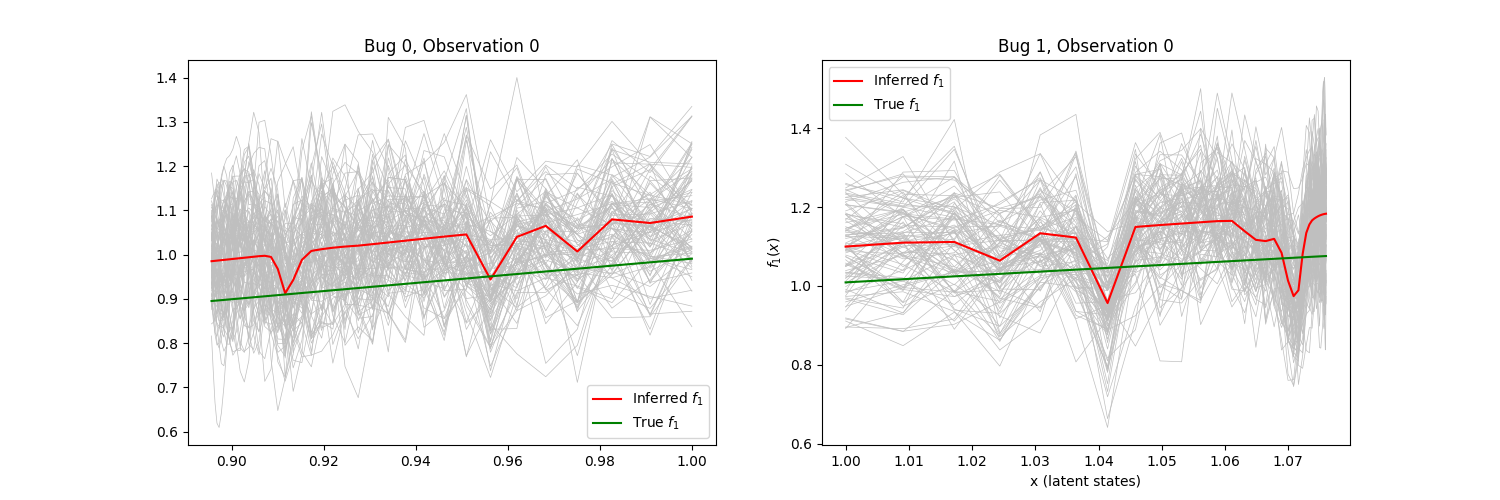 Bug 0, Observation 0
1.4
1.3
1.2
1.1
1.0
0.9
0.8
0.7
0.6
0.90 0.92 0.94 0.96 0.98 1.00
Inferred f₁
True f₁
Bug 1, Observation 0
Inferred f₁
True f₁
f₁(x)
1.4
1.2
1.0
0.8
0.6
1.00 1.01 1.02 1.03 1.04 1.05 1.06 1.07
x (latent states)